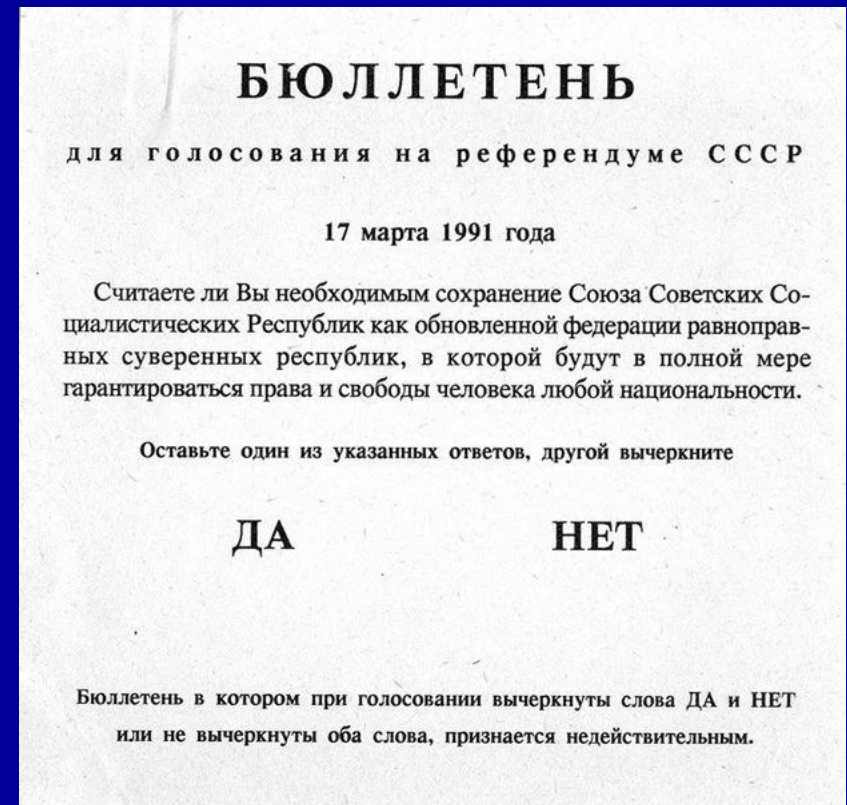 БЮЛЛЕТЕНЬ
для голосования на референдуме СССР
17 марта 1991 года
Считаете ли Вы необходимым сохранение Союза Советских Со-
циалистических Республик как обновленной федерации равноправ-
ных суверенных республик, в которой будут в полной мере
гарантироваться права и свободы человека любой национальности.
Оставьте один из указанных ответов, другой вычеркните
ДА НЕТ
Бюллетень в котором при голосовании вычеркнуты слова ДА и НЕТ
или не вычеркнуты оба слова, признается недействительным.